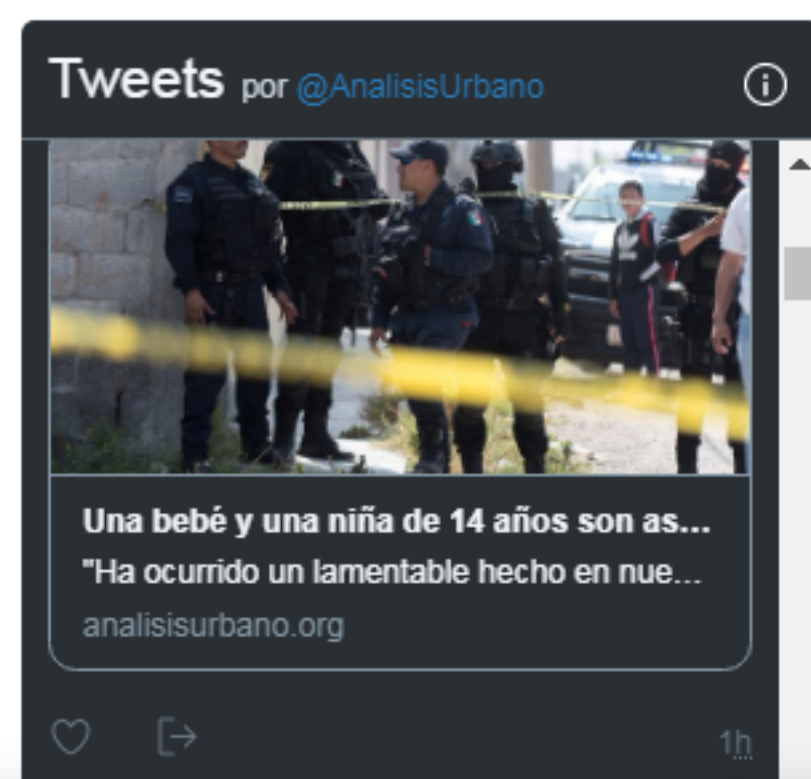 Tweets por @AnalisisUrbano
Una bebé y una niña de 14 años son as...
"Ha ocurrido un lamentable hecho en nue...
analisisurbano.org
1h